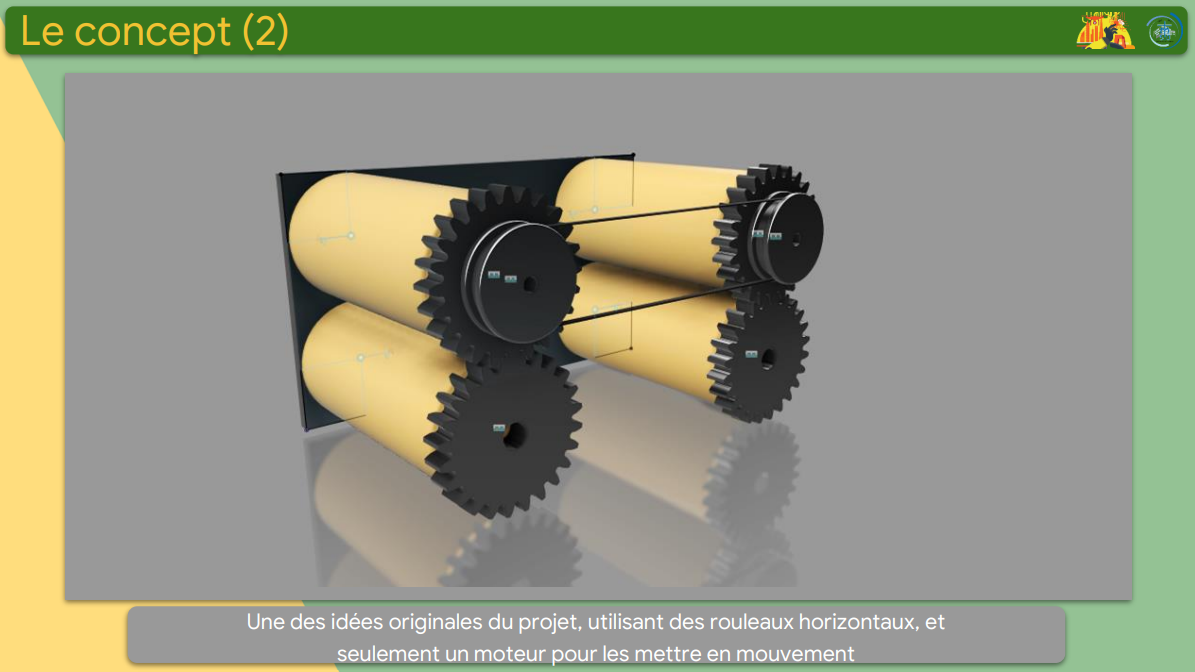 Le concept (2)
Une des idées originales du projet, utilisant des rouleaux horizontaux, et
seulement un moteur pour les mettre en mouvement